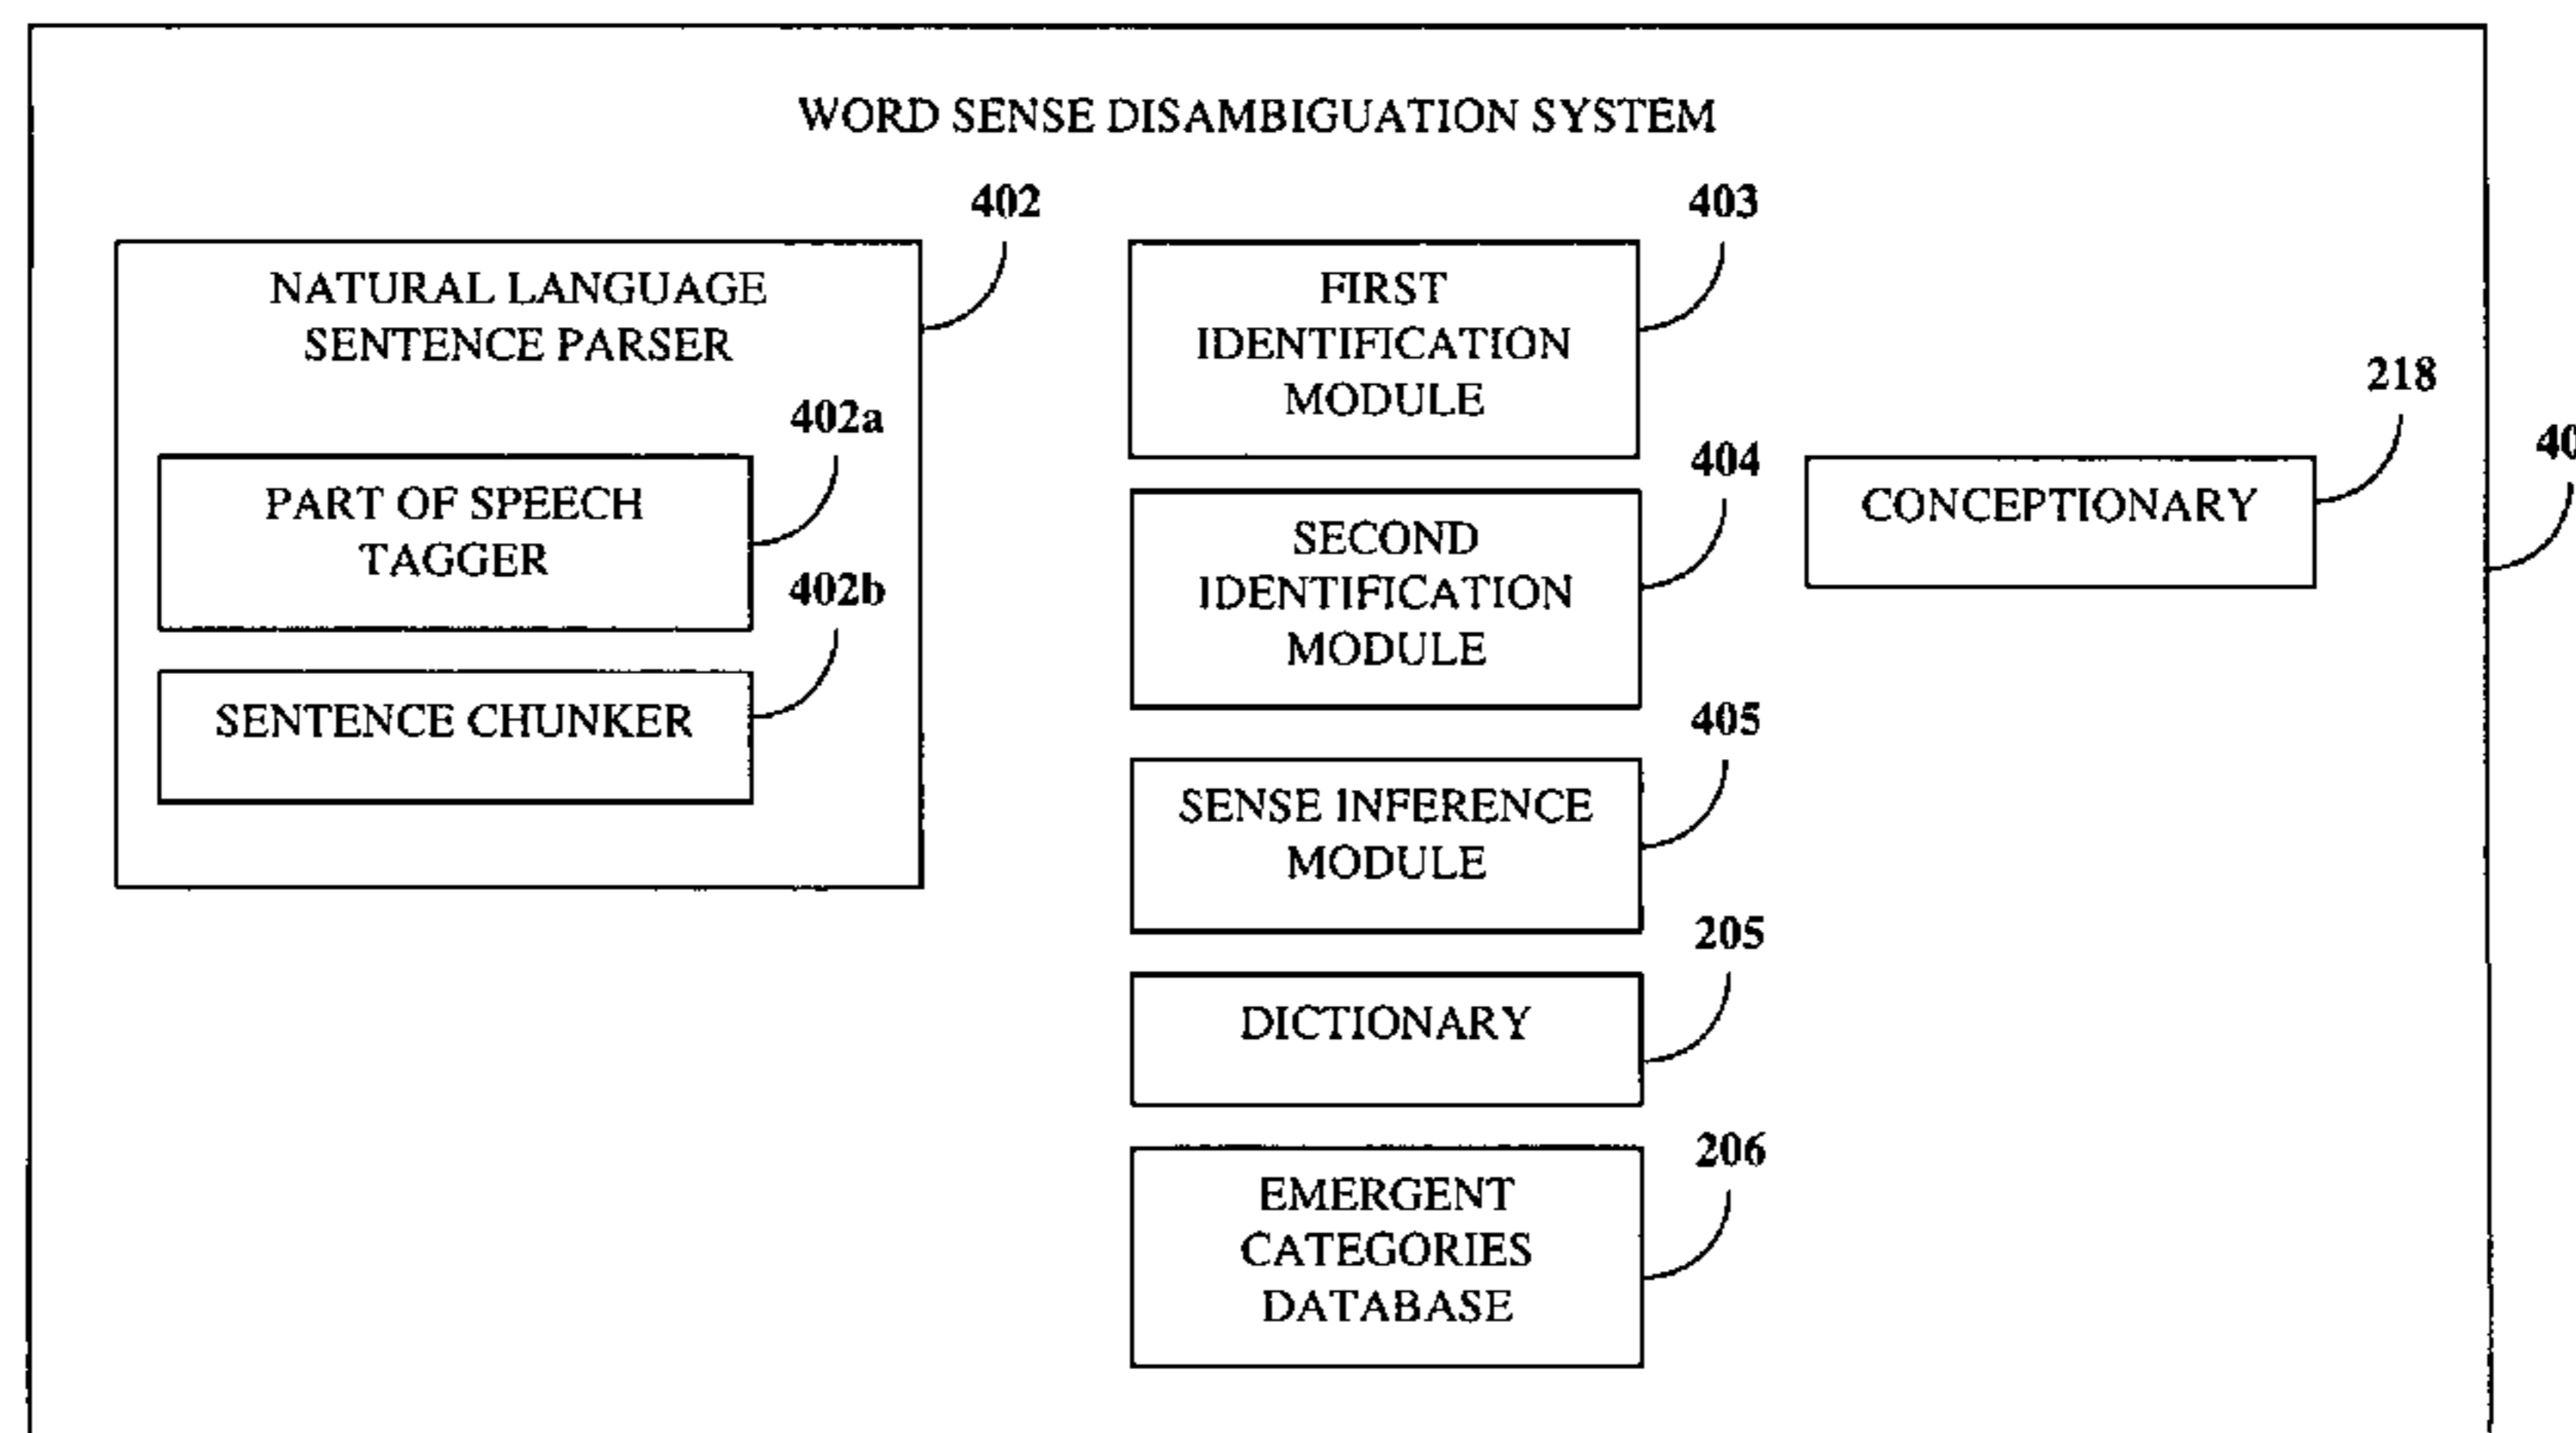 WORD SENSE DISAMBIGUATION SYSTEM
402
NATURAL LANGUAGE
SENTENCE PARSER
402a
PART OF SPEECH
TAGGER
402b
SENTENCE CHUNKER
403
FIRST
IDENTIFICATION
MODULE
404
SECOND
IDENTIFICATION
MODULE
405
SENSE INFERENCE
MODULE
205
DICTIONARY
206
EMERGENT
CATEGORIES
DATABASE
218
CONCEPTIONARY